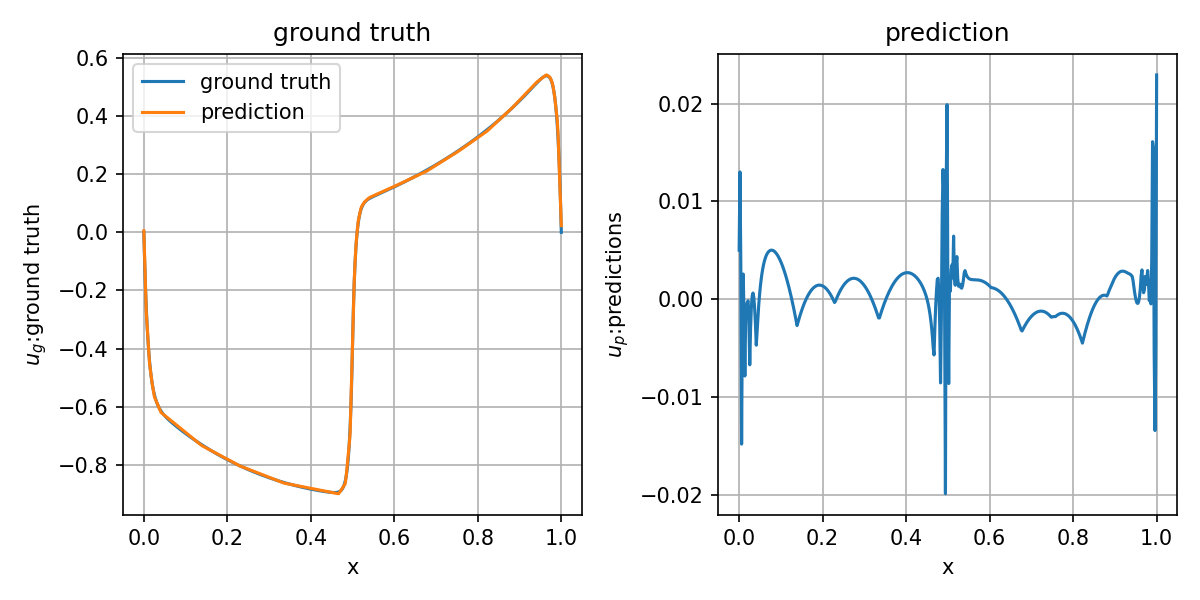 ground truth
0.6
0.4
0.2
0.0
−0.2
−0.4
−0.6
−0.8
0.0 0.2 0.4 0.6 0.8 1.0
x
u_g:ground truth
ground truth
prediction
prediction
0.02
0.01
0.00
−0.01
−0.02
0.0 0.2 0.4 0.6 0.8 1.0
x
u_p:predictions